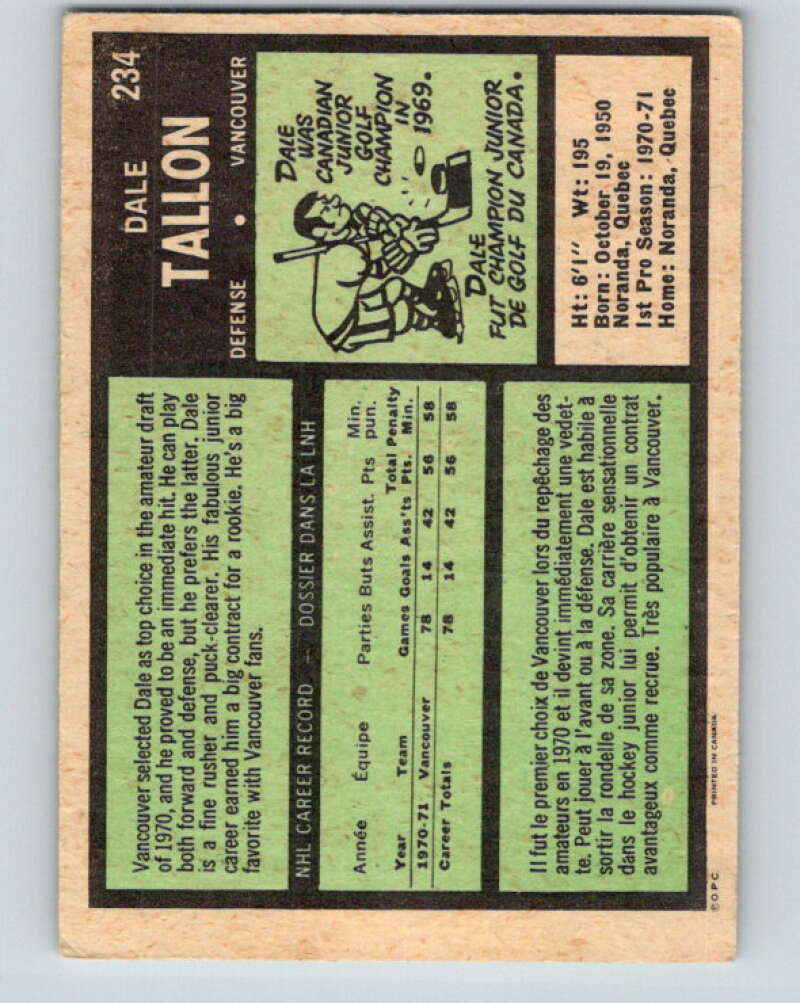 DALE 234
TALLON
DEFENSE • VANCOUVER
Vancouver selected Dale as top choice in the amateur draft
of 1970, and he proved to be an immediate hit. He can play
both forward and defense, but he prefers the latter. Dale
is a fine rusher and puck-clearer. His fabulous junior
career earned him a big contract for a rookie. He's a big
favorite with Vancouver fans.
DALE
WAS
CANADIAN
JUNIOR
GOLF
CHAMPION
IN
1969.
DALE
FUT CHAMPION JUNIOR
DE GOLF DU CANADA.
NHL CAREER RECORD — DOSSIER DANS LA LNH
Année Équipe Parties Buts Assist. Pts Min. pun.
Year Team Games Goals Ass'ts Total Pts. Penalty Min.
1970-71 Vancouver 78 14 42 56 58
Career Totals 78 14 42 56 58
Il fut le premier choix de Vancouver lors du repêchage des
amateurs en 1970 et il devint immédiatement une vedet-
te. Peut jouer à l'avant ou à la défense. Dale est habile à
sortir la rondelle de sa zone. Sa carrière sensationnelle
dans le hockey junior lui permit d'obtenir un contrat
avantageux comme recrue. Très populaire à Vancouver.
Ht: 6'1" Wt: 195
Born: October 19, 1950
Noranda, Quebec
1st Pro Season: 1970-71
Home: Noranda, Quebec
©O.P.C. PRINTED IN CANADA